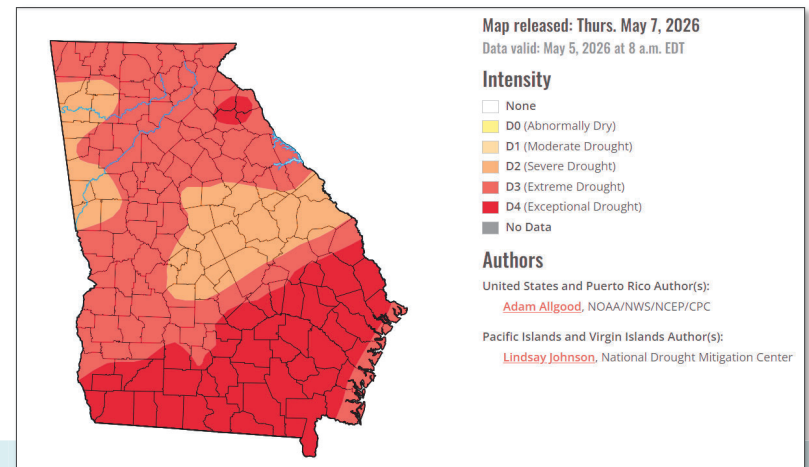 Map released: Thurs. May 7, 2026
Data valid: May 5, 2026 at 8 a.m. EDT
Intensity
None
D0 (Abnormally Dry)
D1 (Moderate Drought)
D2 (Severe Drought)
D3 (Extreme Drought)
D4 (Exceptional Drought)
No Data
Authors
United States and Puerto Rico Author(s):
Adam Allgood, NOAA/NWS/NCEP/CPC
Pacific Islands and Virgin Islands Author(s):
Lindsay Johnson, National Drought Mitigation Center